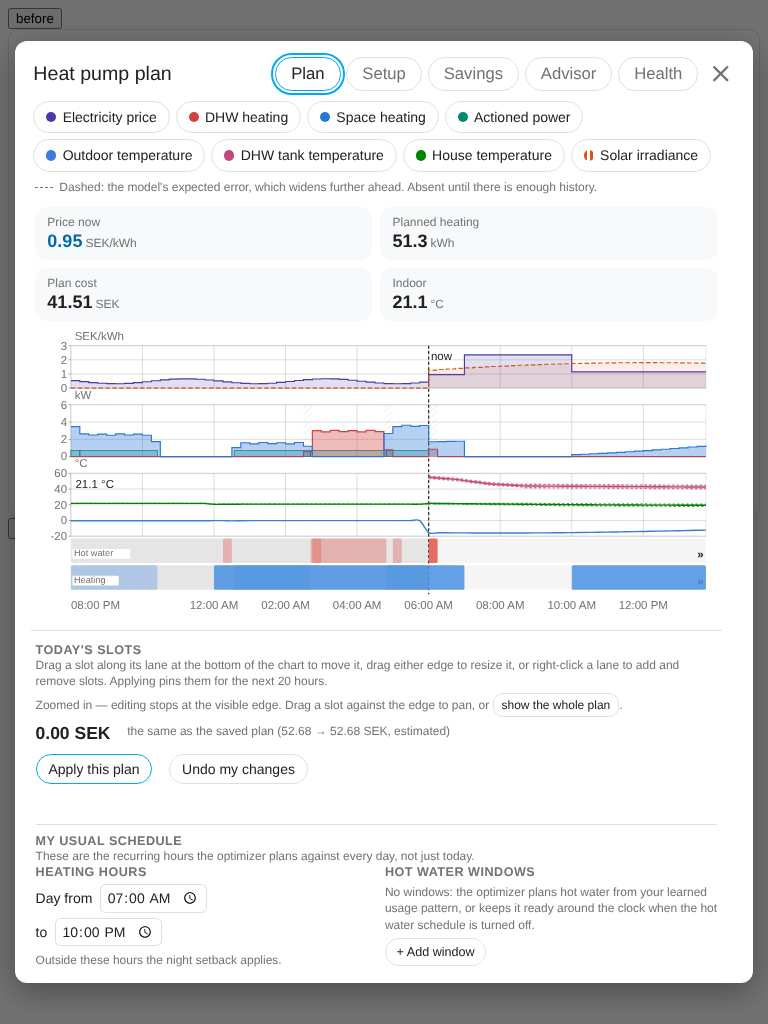 before
Heat pump plan
Plan
Setup
Savings
Advisor
Health
Electricity price
DHW heating
Space heating
Actioned power
Outdoor temperature
DHW tank temperature
House temperature
Solar irradiance
Dashed: the model's expected error, which widens further ahead. Absent until there is enough history.
Price now
0.95 SEK/kWh
Planned heating
51.3 kWh
Plan cost
41.51 SEK
Indoor
21.1 °C
SEK/kWh
3
2
1
0
now
kW
6
4
2
0
°C
60
40
20
0
-20
21.1 °C
Hot water
»
Heating
»
08:00 PM 12:00 AM 02:00 AM 04:00 AM 06:00 AM 08:00 AM 10:00 AM 12:00 PM
TODAY'S SLOTS
Drag a slot along its lane at the bottom of the chart to move it, drag either edge to resize it, or right-click a lane to add and
remove slots. Applying pins them for the next 20 hours.
Zoomed in — editing stops at the visible edge. Drag a slot against the edge to pan, or show the whole plan.
0.00 SEK the same as the saved plan (52.68 → 52.68 SEK, estimated)
Apply this plan
Undo my changes
MY USUAL SCHEDULE
These are the recurring hours the optimizer plans against every day, not just today.
HEATING HOURS
Day from 07:00 AM
to 10:00 PM
Outside these hours the night setback applies.
HOT WATER WINDOWS
No windows: the optimizer plans hot water from your learned
usage pattern, or keeps it ready around the clock when the hot
water schedule is turned off.
+ Add window